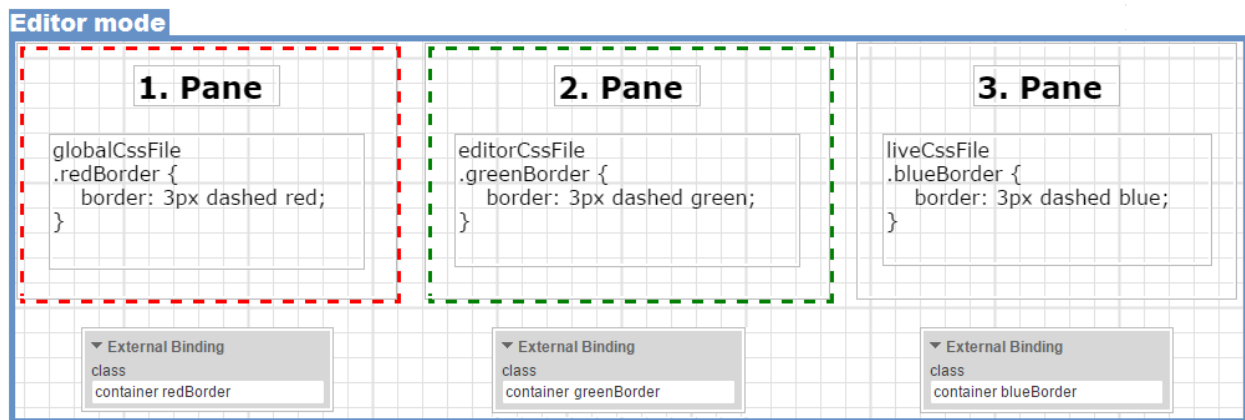 Editor mode
1. Pane
globalCssFile
.redBorder {
border: 3px dashed red;
}
2. Pane
editorCssFile
.greenBorder {
border: 3px dashed green;
}
3. Pane
liveCssFile
.blueBorder {
border: 3px dashed blue;
}
External Binding
class
container redBorder
External Binding
class
container greenBorder
External Binding
class
container blueBorder